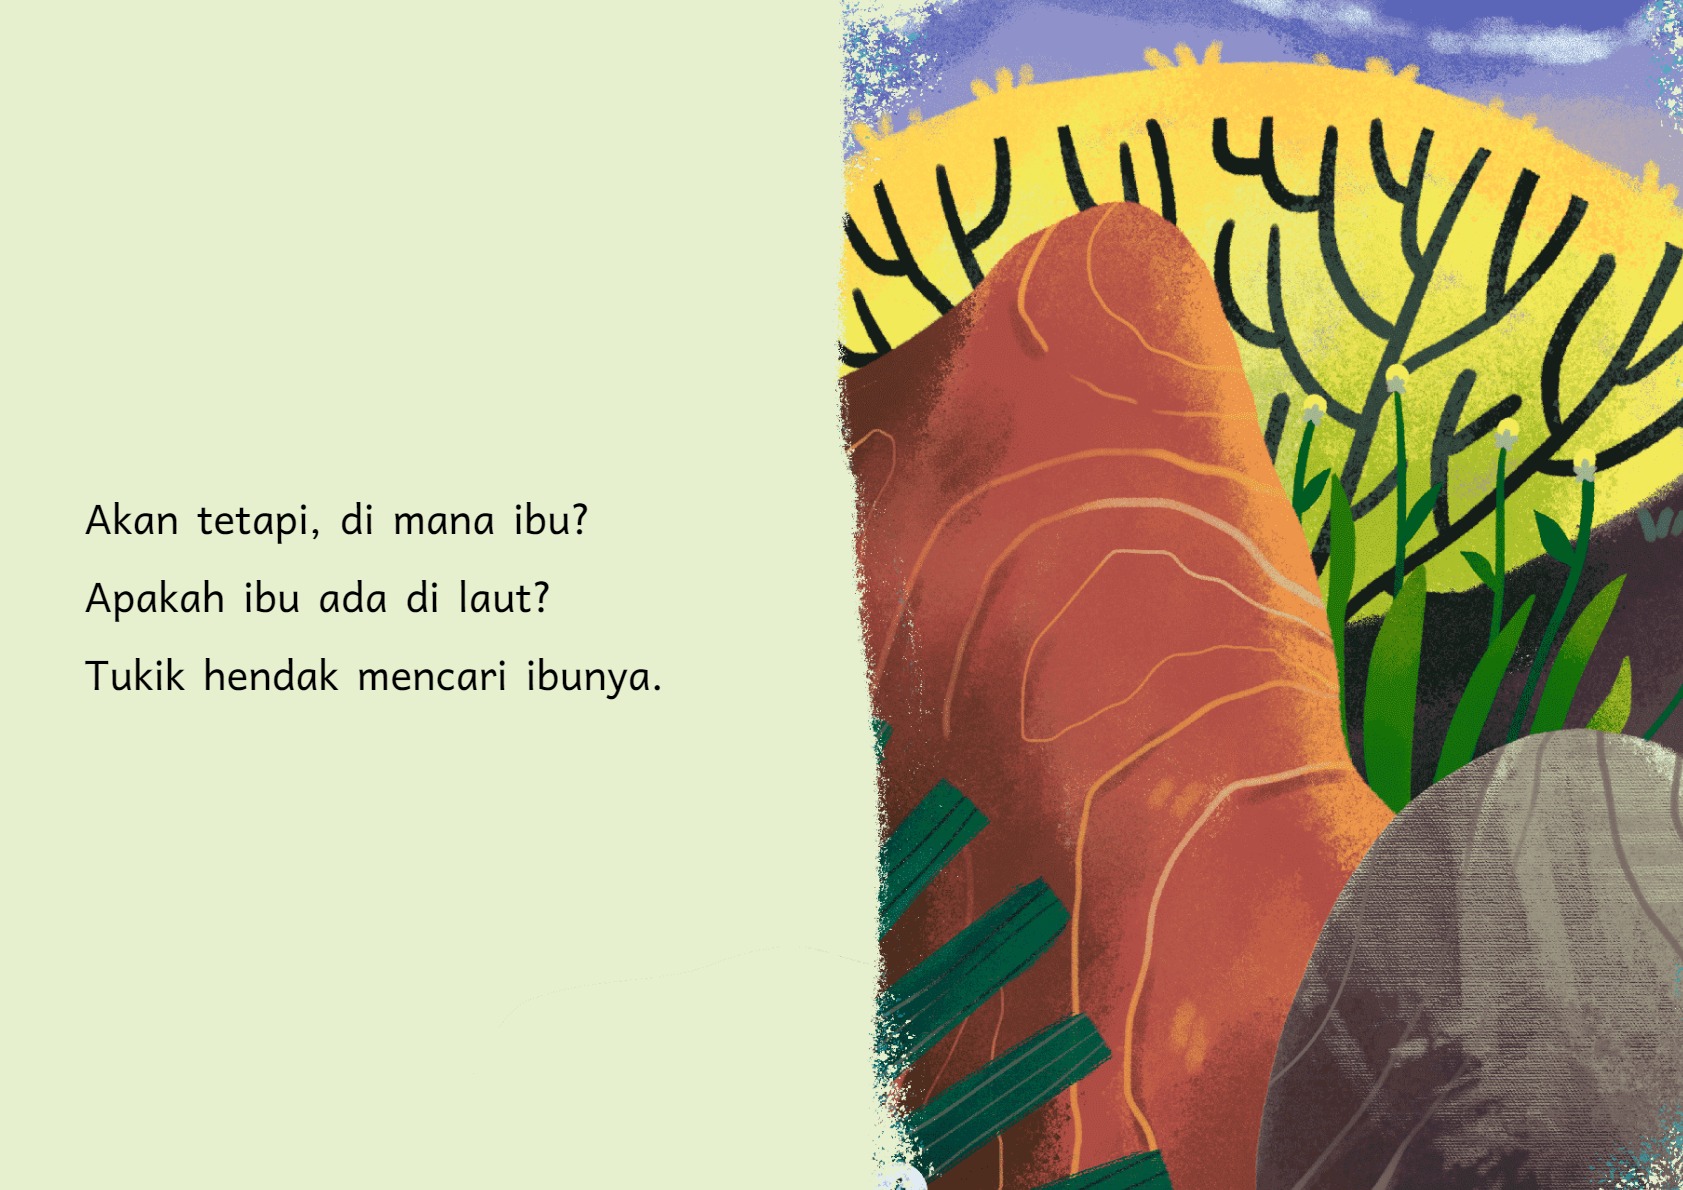 Akan tetapi, di mana ibu?
Apakah ibu ada di laut?
Tukik hendak mencari ibunya.